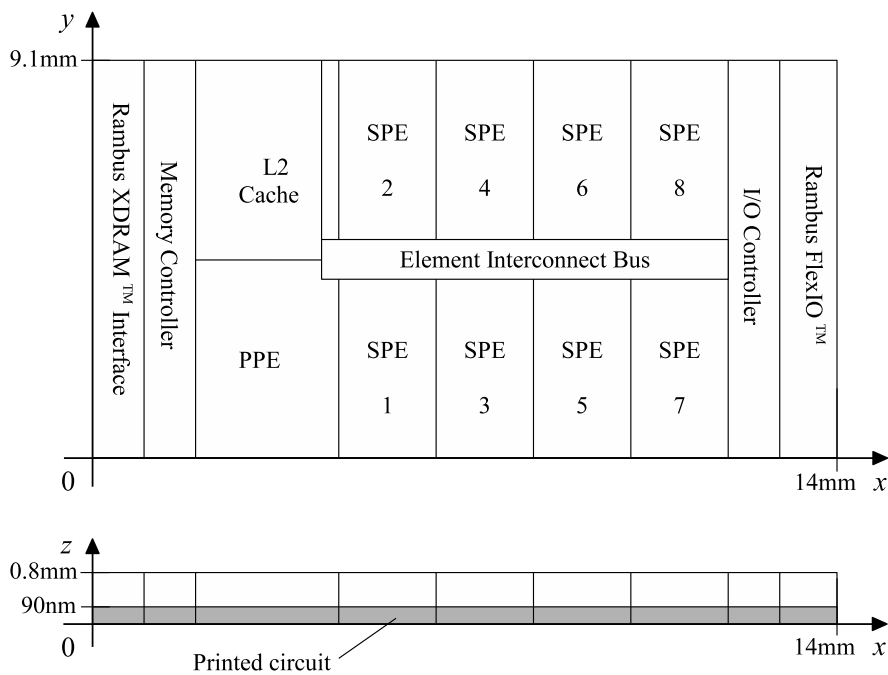 y
9.1mm
Rambus XDRAM™ Interface
Memory Controller
L2
Cache
PPE
SPE
2
SPE
4
SPE
6
SPE
8
Element Interconnect Bus
SPE
1
SPE
3
SPE
5
SPE
7
I/O Controller
Rambus FlexIO™
0
14mm
x
z
0.8mm
90nm
0
Printed circuit
14mm
x